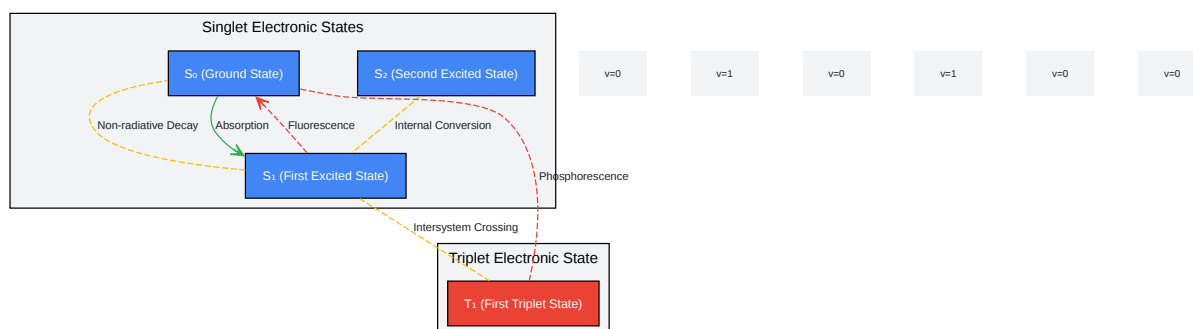 Singlet Electronic States
S₀ (Ground State)
S₂ (Second Excited State)
v=0
v=1
v=0
v=1
v=0
v=0
Non-radiative Decay
Absorption
Fluorescence
Internal Conversion
S₁ (First Excited State)
Phosphorescence
Intersystem Crossing
Triplet Electronic State
T₁ (First Triplet State)